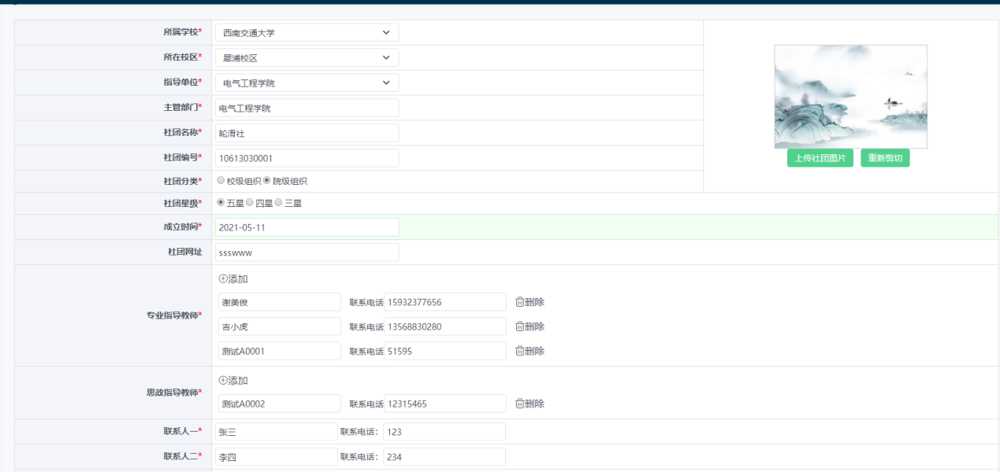 所属学校* 西南交通大学
所在校区* 犀浦校区
指导单位* 电气工程学院
主管部门* 电气工程学院
社团名称* 轮滑社
社团编号* 10613030001
社团分类* 校级组织 院级组织
上传社团图片 重新剪切
社团星级* 五星 四星 三星
成立时间* 2021-05-11
社团网址 ssswww
专业指导教师*
添加
谢美俊 联系电话 15932377656 删除
吉小虎 联系电话 13568830280 删除
测试A0001 联系电话 51595 删除
思政指导教师*
添加
测试A0002 联系电话 12315465 删除
联系人一* 张三 联系电话: 123
联系人二* 李四 联系电话: 234